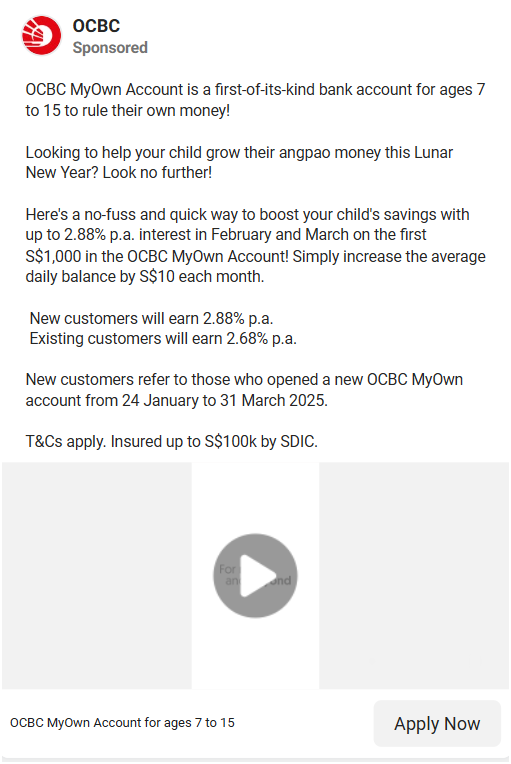 OCBC
Sponsored
OCBC MyOwn Account is a first-of-its-kind bank account for ages 7
to 15 to rule their own money!
Looking to help your child grow their angpao money this Lunar
New Year? Look no further!
Here's a no-fuss and quick way to boost your child's savings with
up to 2.88% p.a. interest in February and March on the first
S$1,000 in the OCBC MyOwn Account! Simply increase the average
daily balance by S$10 each month.
New customers will earn 2.88% p.a.
Existing customers will earn 2.68% p.a.
New customers refer to those who opened a new OCBC MyOwn
account from 24 January to 31 March 2025.
T&Cs apply. Insured up to S$100k by SDIC.
For
OCBC MyOwn Account for ages 7 to 15
Apply Now